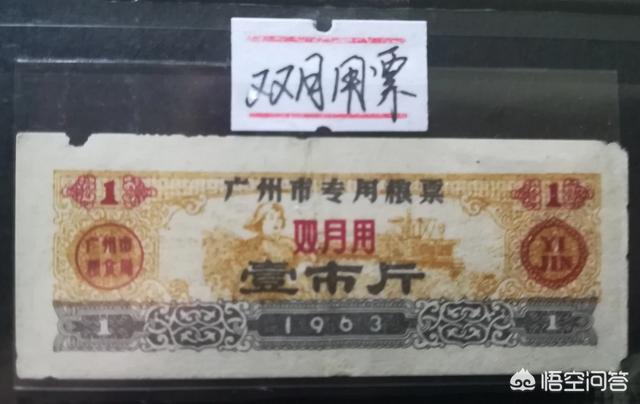 双月用票
1 广州市专用粮票 1
双月用
广州市
粮食局
壹市斤
YI
JIN
1 1963 1
悟空问答